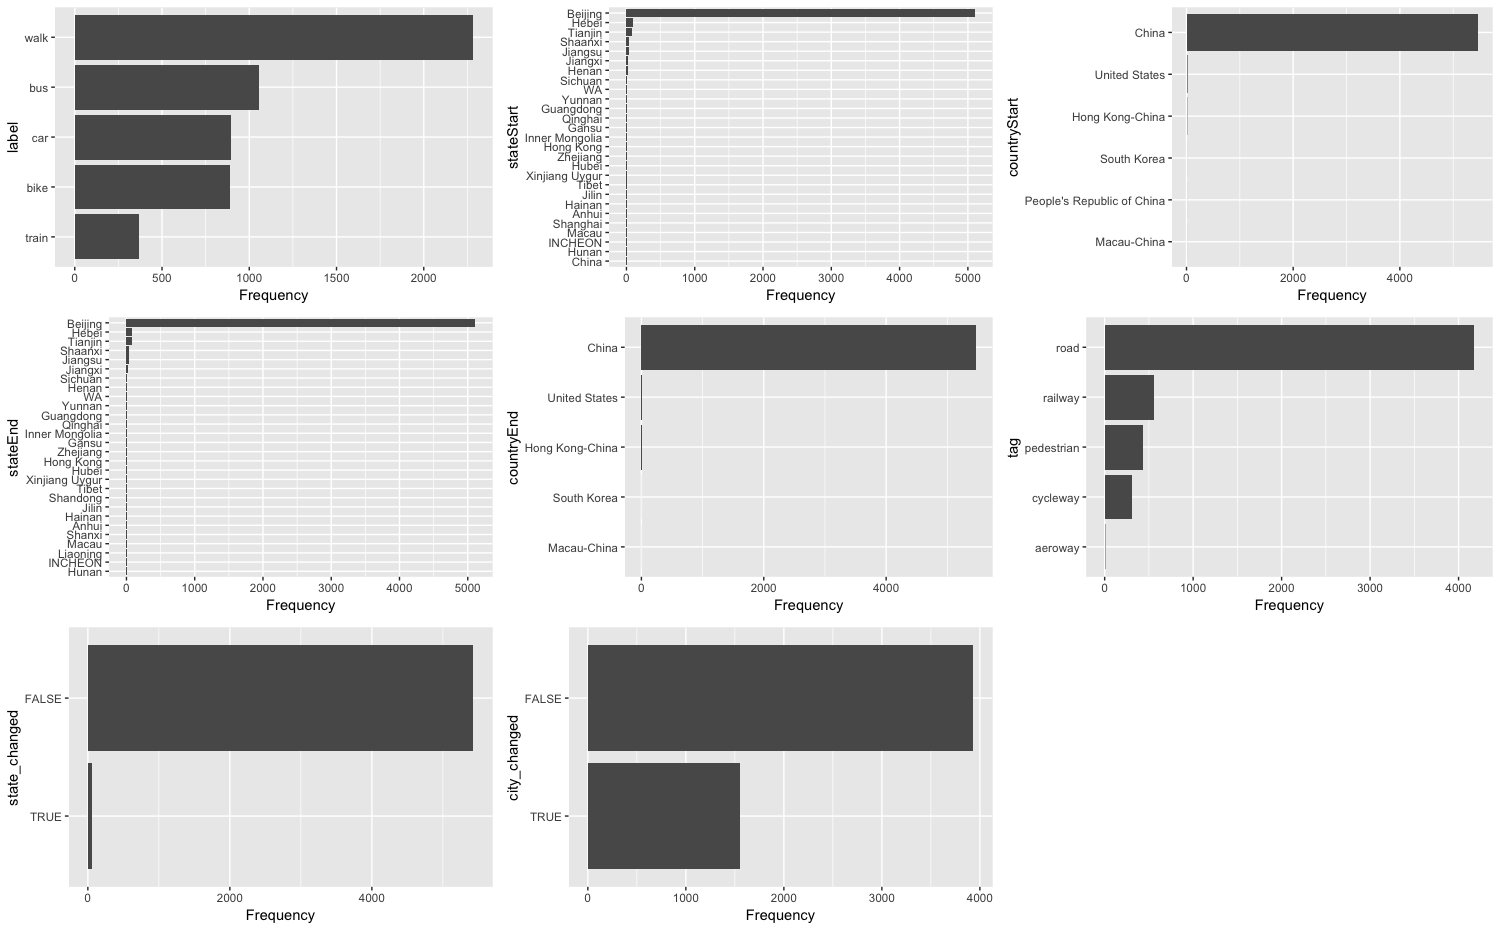 label
walk
bus
car
bike
train
0 500 1000 1500 2000
Frequency
stateStart
Beijing
Hebei
Tianjin
Shaanxi
Jiangsu
Jiangxi
Henan
Sichuan
WA
Yunnan
Guangdong
Qinghai
Gansu
Inner Mongolia
Hong Kong
Zhejiang
Hubei
Xinjiang Uygur
Tibet
Jilin
Hainan
Anhui
Shanghai
Macau
INCHEON
Hunan
China
0 1000 2000 3000 4000 5000
Frequency
countryStart
China
United States
Hong Kong-China
South Korea
People's Republic of China
Macau-China
0 2000 4000
Frequency
stateEnd
Beijing
Hebei
Tianjin
Shaanxi
Jiangsu
Jiangxi
Sichuan
Henan
WA
Yunnan
Guangdong
Qinghai
Inner Mongolia
Gansu
Zhejiang
Hong Kong
Hubei
Xinjiang Uygur
Tibet
Shandong
Jilin
Hainan
Anhui
Shanxi
Macau
Liaoning
INCHEON
Hunan
0 1000 2000 3000 4000 5000
Frequency
countryEnd
China
United States
Hong Kong-China
South Korea
Macau-China
0 2000 4000
Frequency
tag
road
railway
pedestrian
cycleway
aeroway
0 1000 2000 3000 4000
Frequency
state_changed
FALSE
TRUE
0 2000 4000
Frequency
city_changed
FALSE
TRUE
0 1000 2000 3000 4000
Frequency